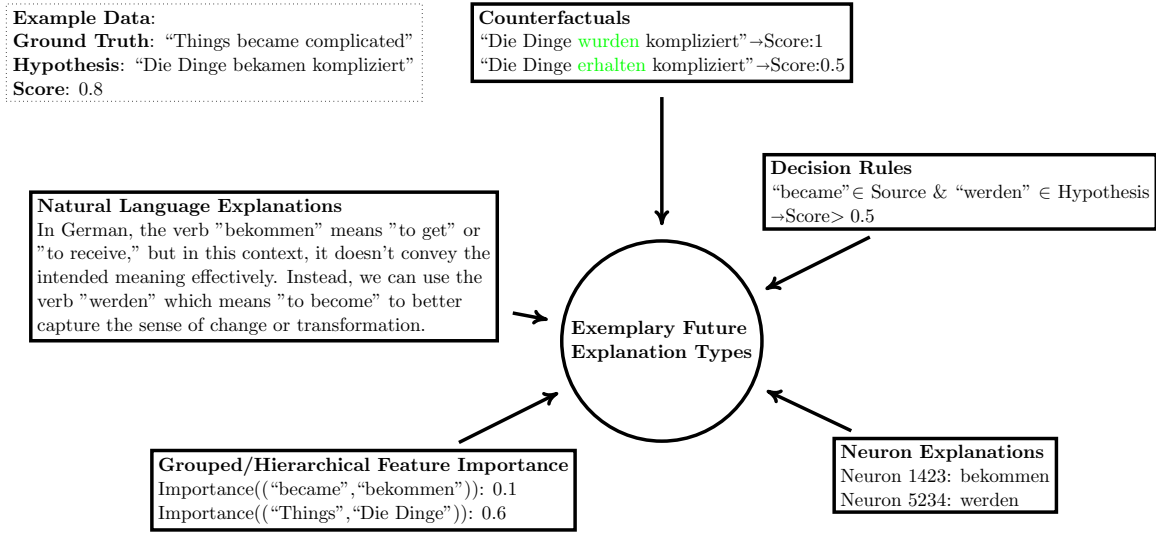 Example Data:
Ground Truth: “Things became complicated”
Hypothesis: “Die Dinge bekamen kompliziert”
Score: 0.8
Counterfactuals
“Die Dinge wurden kompliziert”→Score:1
“Die Dinge erhalten kompliziert”→Score:0.5
Decision Rules
“became”∈ Source & “werden” ∈ Hypothesis
→Score> 0.5
Natural Language Explanations
In German, the verb ”bekommen” means ”to get” or
”to receive,” but in this context, it doesn’t convey the
intended meaning effectively. Instead, we can use the
verb ”werden” which means ”to become” to better
capture the sense of change or transformation.
Exemplary Future
Explanation Types
Grouped/Hierarchical Feature Importance
Importance((“became”,“bekommen”)): 0.1
Importance((“Things”,“Die Dinge”)): 0.6
Neuron Explanations
Neuron 1423: bekommen
Neuron 5234: werden